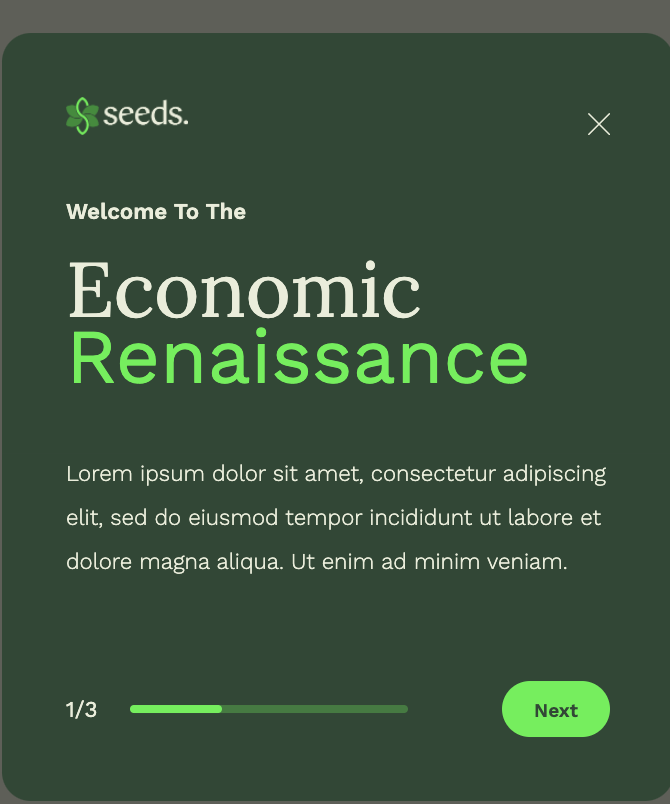 seeds.
Welcome To The
Economic
Renaissance
Lorem ipsum dolor sit amet, consectetur adipiscing
elit, sed do eiusmod tempor incididunt ut labore et
dolore magna aliqua. Ut enim ad minim veniam.
1/3
Next